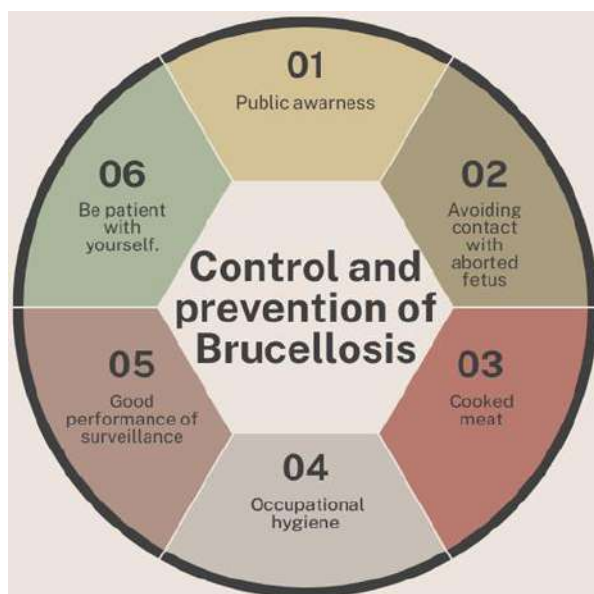 01
Public awarness
02
Avoiding
contact
with
aborted
fetus
03
Cooked
meat
04
Occupational
hygiene
05
Good
performance of
surveillance
06
Be patient
with
yourself.
Control and
prevention of
Brucellosis